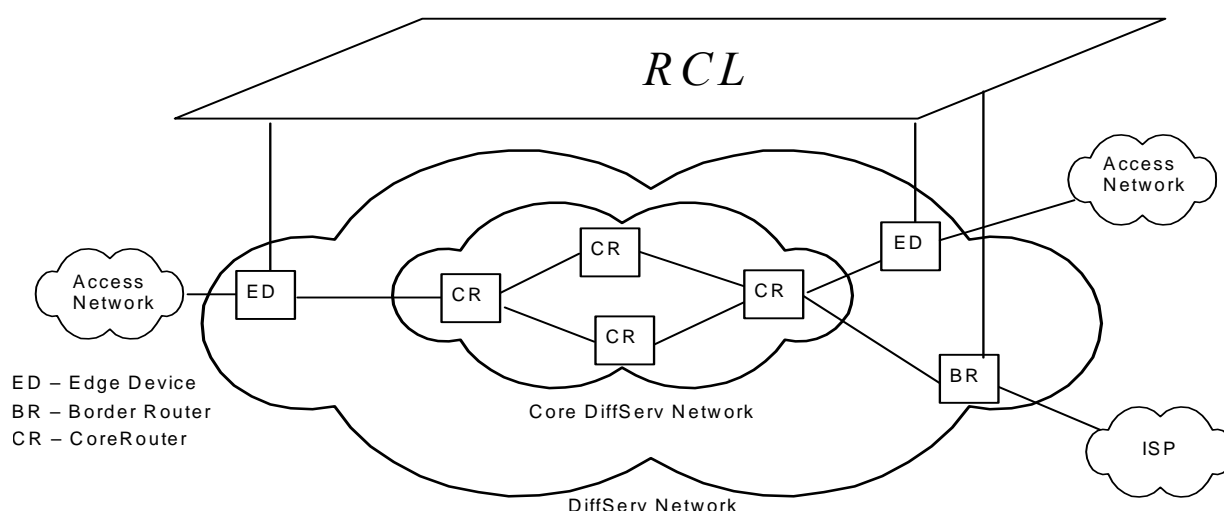 RCL
Access
Network
ED
CR
CR
CR
CR
ED
Access
Network
BR
ISP
ED – Edge Device
BR – Border Router
CR – CoreRouter
Core DiffServ Network
DiffServ Network